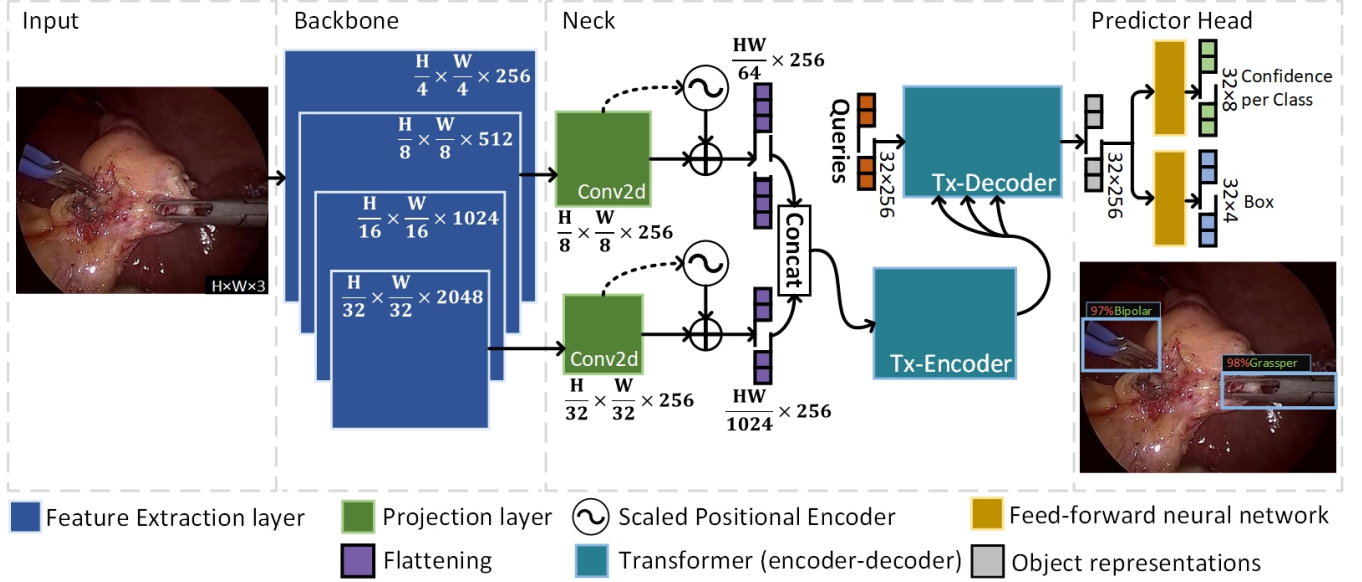 Input
Backbone
Neck
Predictor Head
H×W×3
H/4 × W/4 × 256
H/8 × W/8 × 512
H/16 × W/16 × 1024
H/32 × W/32 × 2048
Conv2d
H/8 × W/8 × 256
Conv2d
H/32 × W/32 × 256
HW/64 × 256
HW/1024 × 256
Concat
Queries
32×256
Tx-Decoder
Tx-Encoder
32×256
32×8
Confidence
per Class
32×4
Box
97%Bipolar
98%Grassper
Feature Extraction layer
Projection layer
Scaled Positional Encoder
Feed-forward neural network
Flattening
Transformer (encoder-decoder)
Object representations